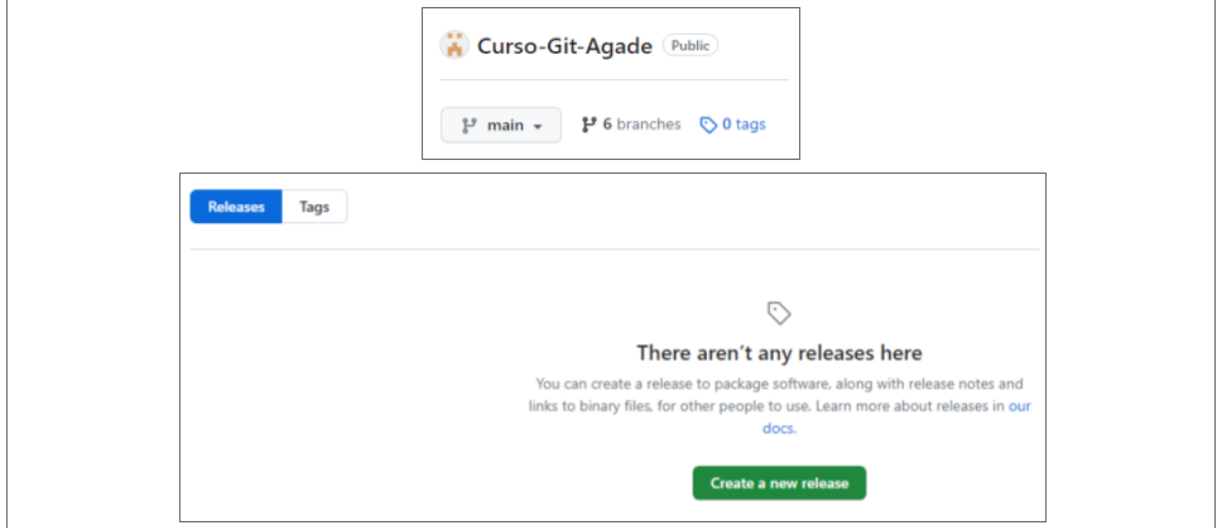 Curso-Git-Agade Public
main 6 branches 0 tags
Releases Tags
There aren't any releases here
You can create a release to package software, along with release notes and
links to binary files, for other people to use. Learn more about releases in our
docs.
Create a new release